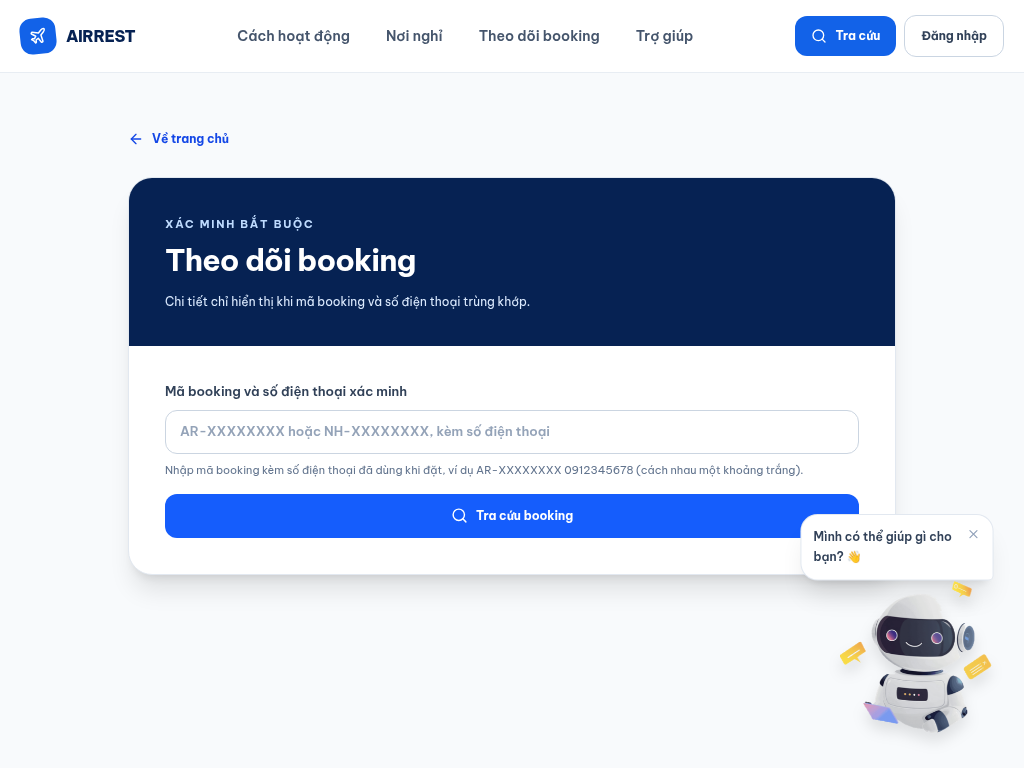 AIRREST
Cách hoạt động
Nơi nghỉ
Theo dõi booking
Trợ giúp
Tra cứu
Đăng nhập
Về trang chủ
XÁC MINH BẮT BUỘC
Theo dõi booking
Chi tiết chỉ hiển thị khi mã booking và số điện thoại trùng khớp.
Mã booking và số điện thoại xác minh
AR-XXXXXXXX hoặc NH-XXXXXXXX, kèm số điện thoại
Nhập mã booking kèm số điện thoại đã dùng khi đặt, ví dụ AR-XXXXXXXX 0912345678 (cách nhau một khoảng trắng).
Tra cứu booking
Mình có thể giúp gì cho
bạn? 👋